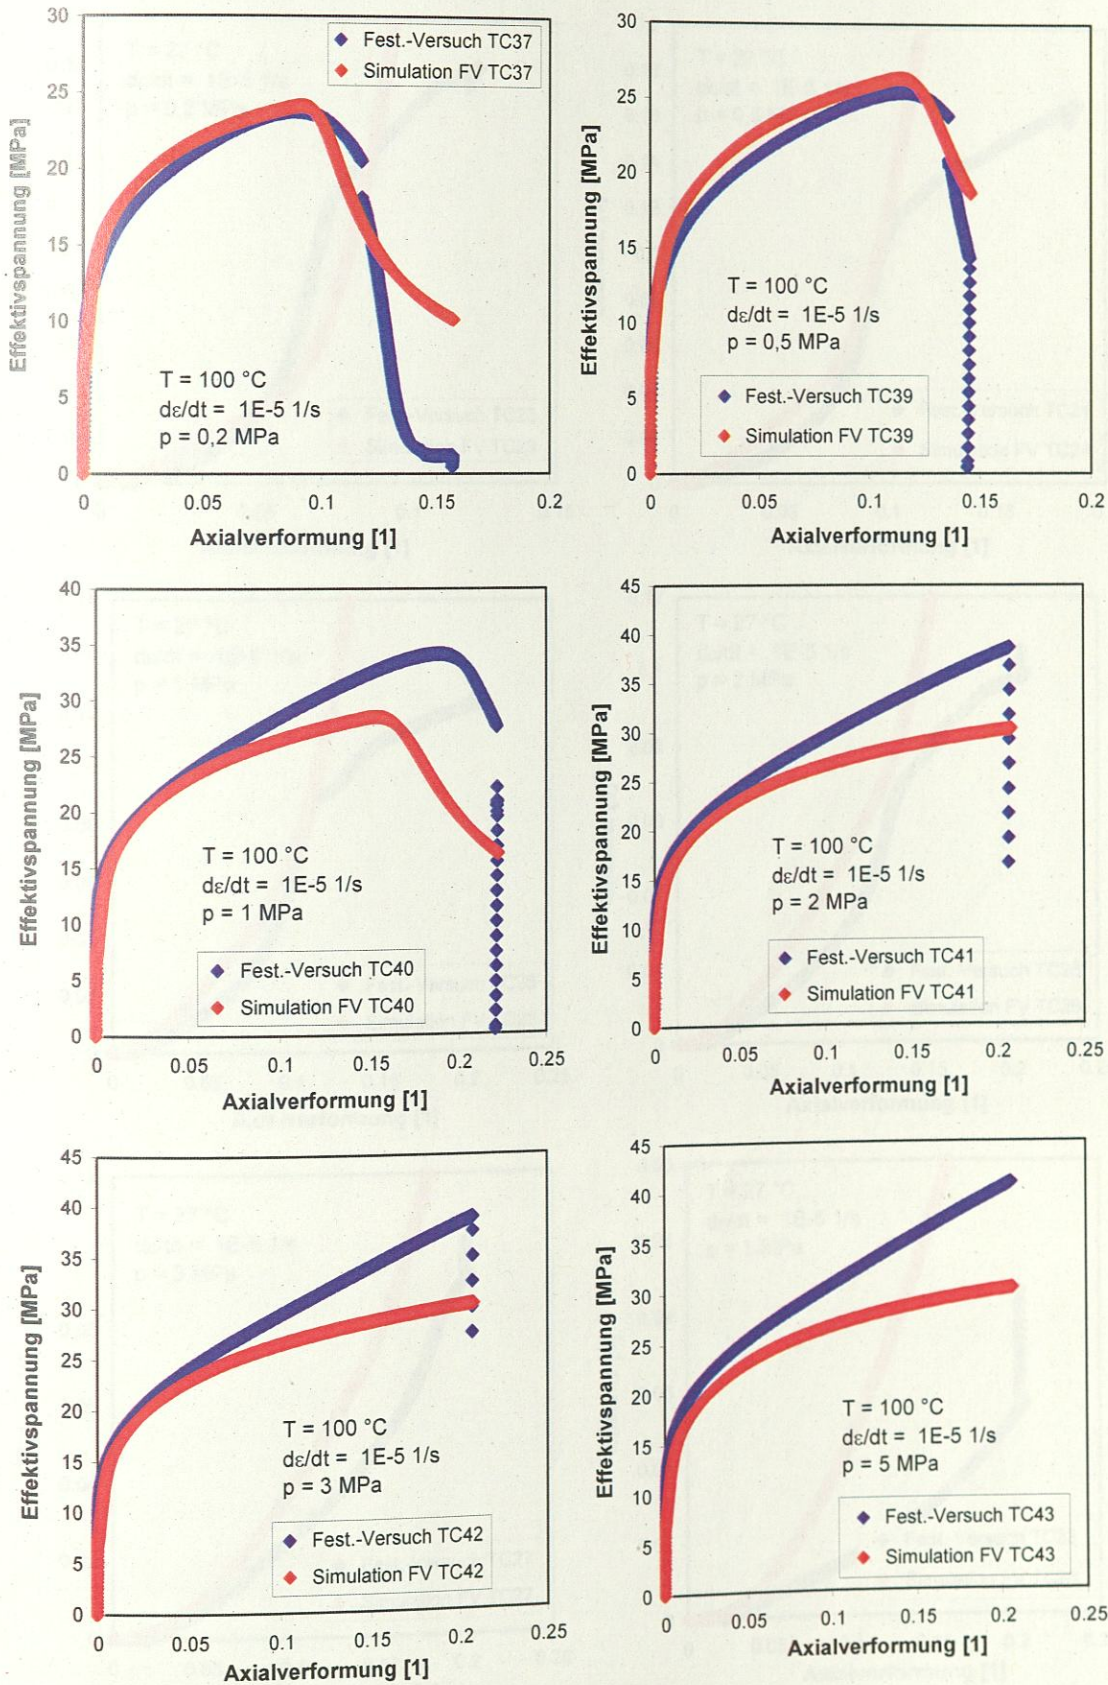 30
25
20
15
10
5
0
Effektivspannung [MPa]
Fest.-Versuch TC37
Simulation FV TC37
T = 100 °C
dε/dt = 1E-5 1/s
p = 0,2 MPa
0 0.05 0.1 0.15 0.2
Axialverformung [1]
30
25
20
15
10
5
0
Effektivspannung [MPa]
T = 100 °C
dε/dt = 1E-5 1/s
p = 0,5 MPa
Fest.-Versuch TC39
Simulation FV TC39
0 0.05 0.1 0.15 0.2
Axialverformung [1]
40
35
30
25
20
15
10
5
0
Effektivspannung [MPa]
T = 100 °C
dε/dt = 1E-5 1/s
p = 1 MPa
Fest.-Versuch TC40
Simulation FV TC40
0 0.05 0.1 0.15 0.2 0.25
Axialverformung [1]
45
40
35
30
25
20
15
10
5
0
Effektivspannung [MPa]
T = 100 °C
dε/dt = 1E-5 1/s
p = 2 MPa
Fest.-Versuch TC41
Simulation FV TC41
0 0.05 0.1 0.15 0.2 0.25
Axialverformung [1]
45
40
35
30
25
20
15
10
5
0
Effektivspannung [MPa]
T = 100 °C
dε/dt = 1E-5 1/s
p = 3 MPa
Fest.-Versuch TC42
Simulation FV TC42
0 0.05 0.1 0.15 0.2 0.25
Axialverformung [1]
45
40
35
30
25
20
15
10
5
0
Effektivspannung [MPa]
T = 100 °C
dε/dt = 1E-5 1/s
p = 5 MPa
Fest.-Versuch TC43
Simulation FV TC43
0 0.05 0.1 0.15 0.2 0.25
Axialverformung [1]